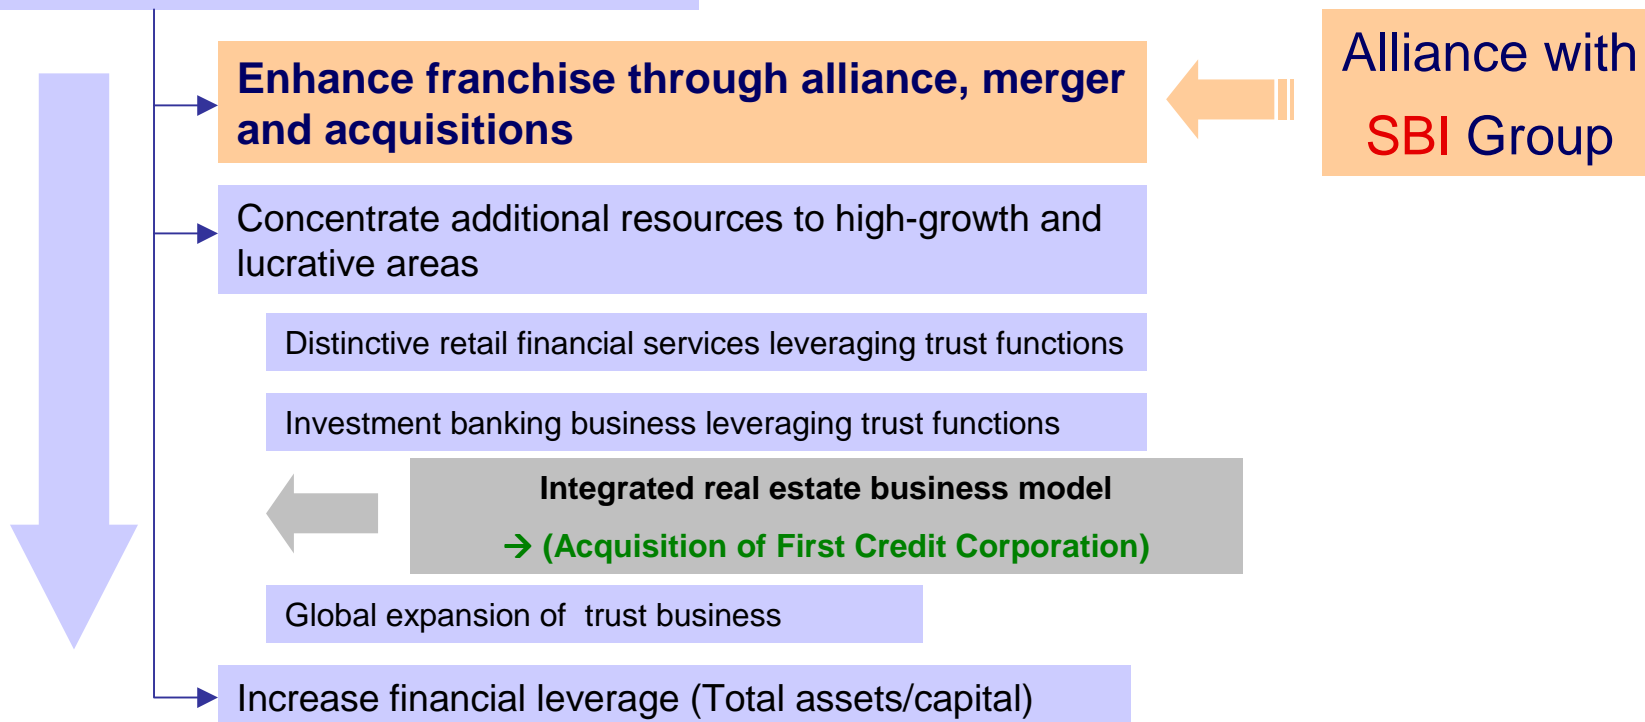 Enhance franchise through alliance, merger
and acquisitions
Alliance with
SBI Group
Concentrate additional resources to high-growth and
lucrative areas
Distinctive retail financial services leveraging trust functions
Investment banking business leveraging trust functions
Integrated real estate business model
→ (Acquisition of First Credit Corporation)
Global expansion of  trust business
Increase financial leverage (Total assets/capital)